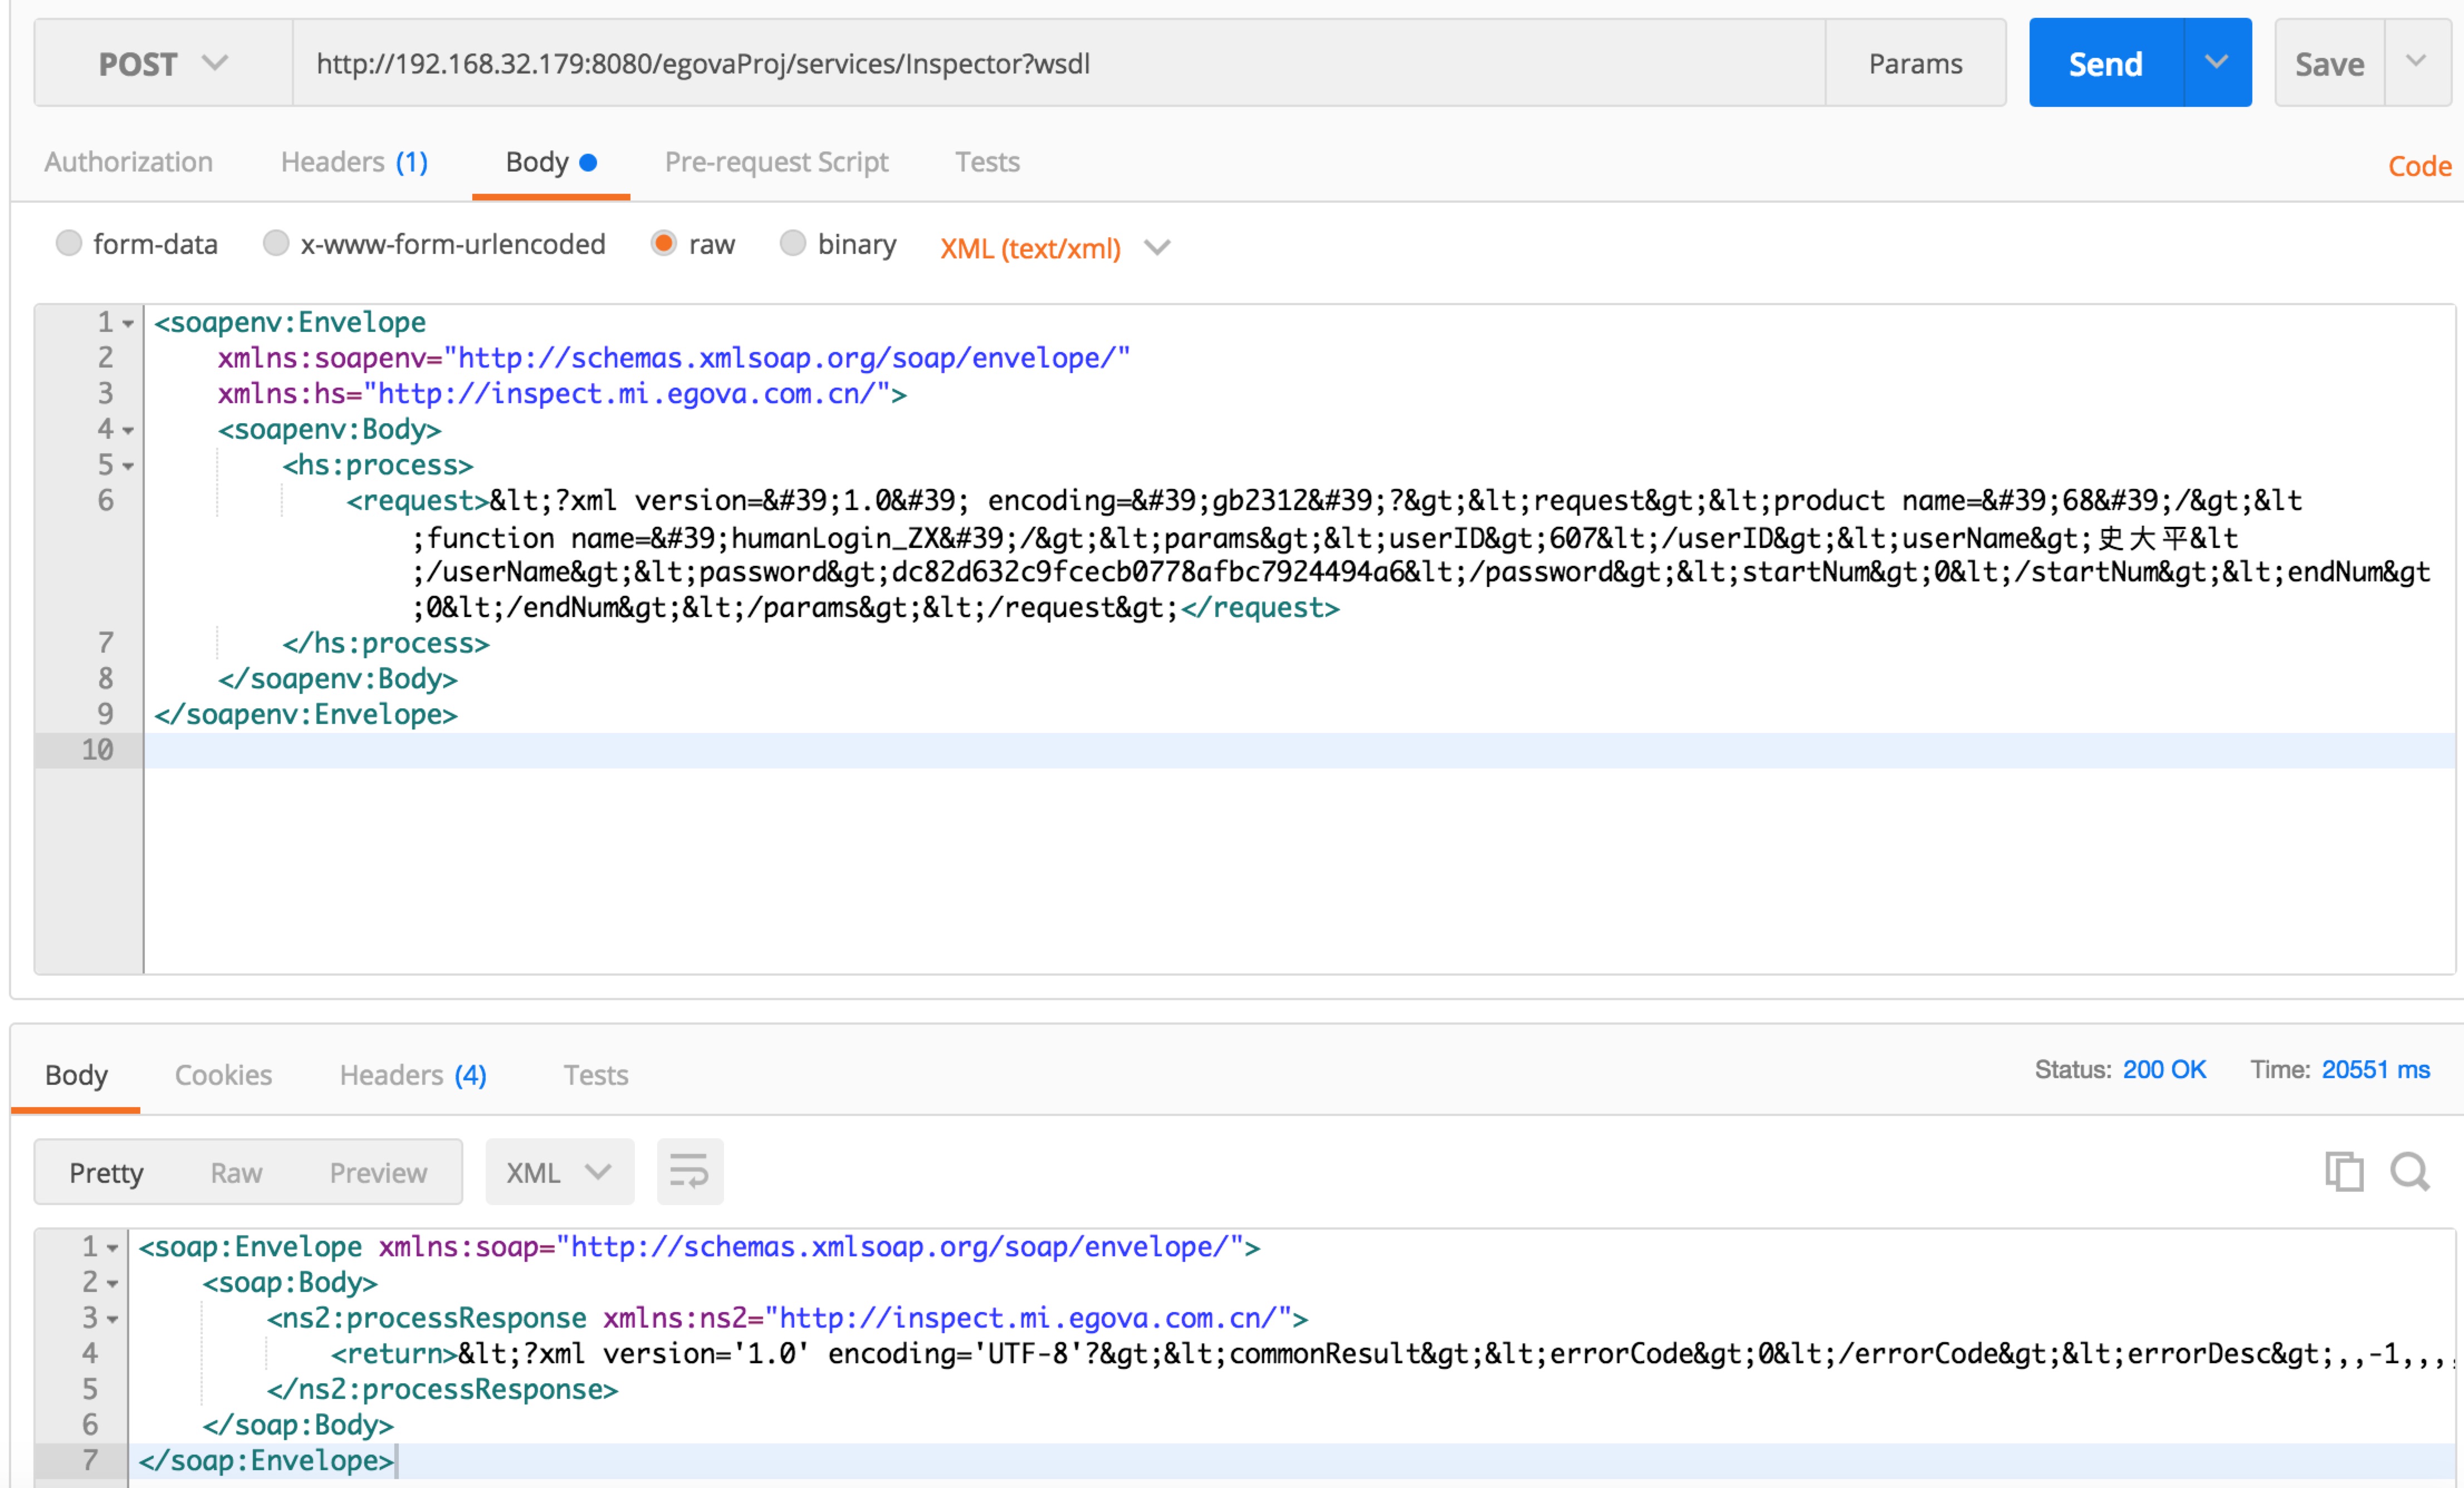 POST http://192.168.32.179:8080/egovaProj/services/Inspector?wsdl Params Send Save
Authorization Headers (1) Body Pre-request Script Tests Code
form-data x-www-form-urlencoded raw binary XML (text/xml)
1 <soapenv:Envelope
2 xmlns:soapenv="http://schemas.xmlsoap.org/soap/envelope/"
3 xmlns:hs="http://inspect.mi.egova.com.cn/">
4 <soapenv:Body>
5 <hs:process>
6 <request>&lt;?xml version=&#39;1.0&#39; encoding=&#39;gb2312&#39;?&gt;&lt;request&gt;&lt;product name=&#39;68&#39;/&gt;&lt
;function name=&#39;humanLogin_ZX&#39;/&gt;&lt;params&gt;&lt;userID&gt;607&lt;/userID&gt;&lt;userName&gt;史大平&lt
;/userName&gt;&lt;password&gt;dc82d632c9fcecb0778afbc7924494a6&lt;/password&gt;&lt;startNum&gt;0&lt;/startNum&gt;&lt;endNum&gt
;0&lt;/endNum&gt;&lt;/params&gt;&lt;/request&gt;</request>
7 </hs:process>
8 </soapenv:Body>
9 </soapenv:Envelope>
10
Body Cookies Headers (4) Tests Status: 200 OK Time: 20551 ms
Pretty Raw Preview XML
1 <soap:Envelope xmlns:soap="http://schemas.xmlsoap.org/soap/envelope/">
2 <soap:Body>
3 <ns2:processResponse xmlns:ns2="http://inspect.mi.egova.com.cn/">
4 <return>&lt;?xml version='1.0' encoding='UTF-8'?&gt;&lt;commonResult&gt;&lt;errorCode&gt;0&lt;/errorCode&gt;&lt;errorDesc&gt;,,-1,,,
5 </ns2:processResponse>
6 </soap:Body>
7 </soap:Envelope>